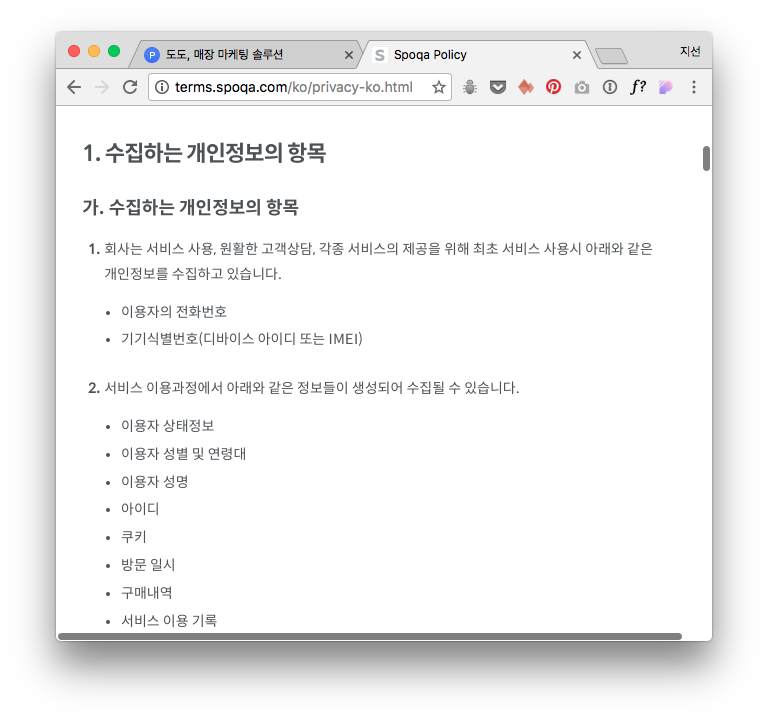 도도, 매장 마케팅 솔루션
Spoqa Policy
지선
terms.spoqa.com/ko/privacy-ko.html
f?
1. 수집하는 개인정보의 항목
가. 수집하는 개인정보의 항목
1. 회사는 서비스 사용, 원활한 고객상담, 각종 서비스의 제공을 위해 최초 서비스 사용시 아래와 같은
개인정보를 수집하고 있습니다.
• 이용자의 전화번호
• 기기식별번호(디바이스 아이디 또는 IMEI)
2. 서비스 이용과정에서 아래와 같은 정보들이 생성되어 수집될 수 있습니다.
• 이용자 상태정보
• 이용자 성별 및 연령대
• 이용자 성명
• 아이디
• 쿠키
• 방문 일시
• 구매내역
• 서비스 이용 기록